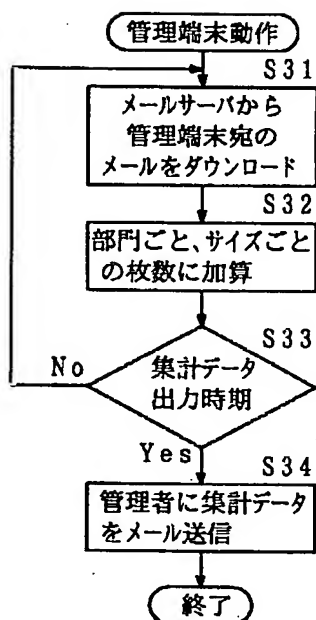 管理端末動作
S31
メールサーバから
管理端末宛の
メールをダウンロード
S32
部門ごと、サイズごと
の枚数に加算
S33
集計データ
出力時期
No
Yes
S34
管理者に集計データ
をメール送信
終了